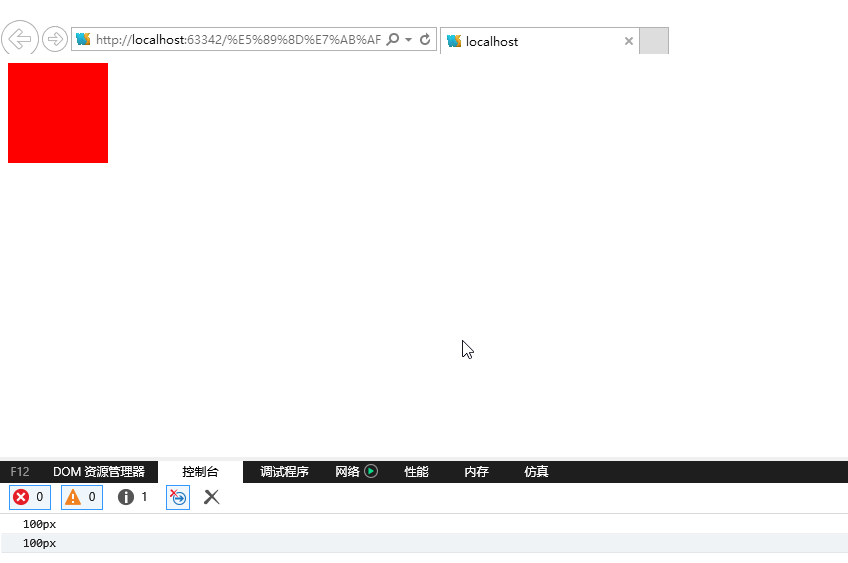 http://localhost:63342/%E5%89%8D%E7%AB%AF
localhost
F12 DOM 资源管理器 控制台 调试程序 网络 性能 内存 仿真
0 0 1
100px
100px